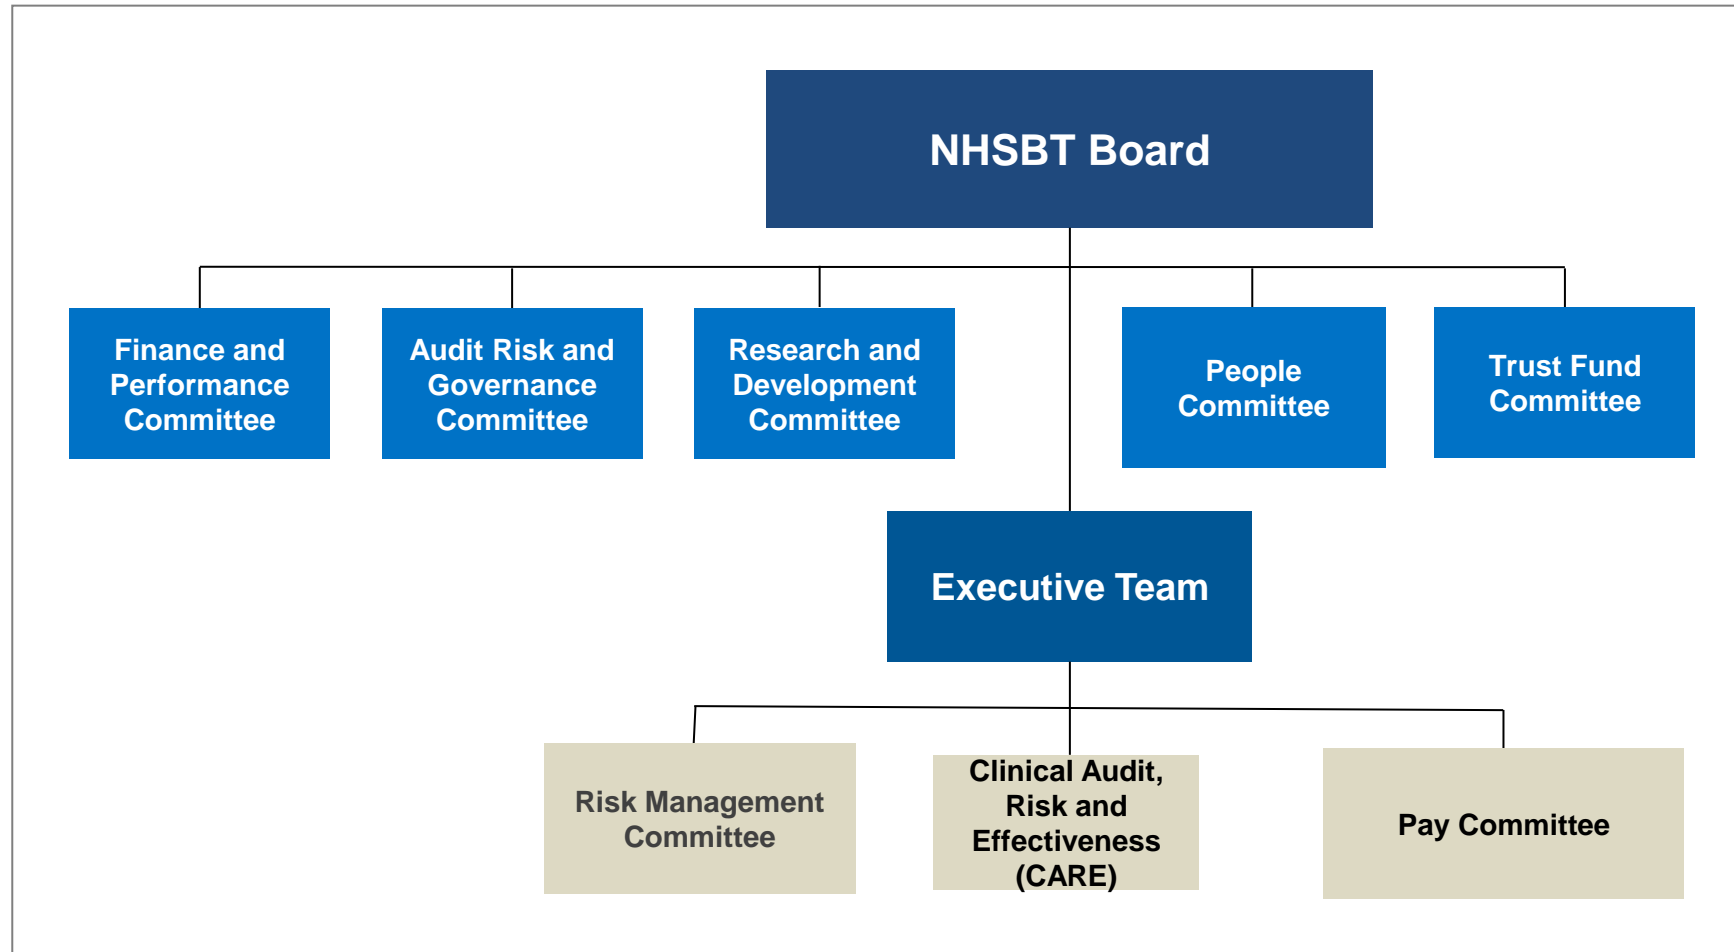 NHSBT Board
Finance and
Performance
Committee
Audit Risk and
Governance
Committee
Research and
Development
Committee
People
Committee
Trust Fund
Committee
Executive Team
Risk Management
Committee
Clinical Audit,
Risk and
Effectiveness
(CARE)
Pay Committee